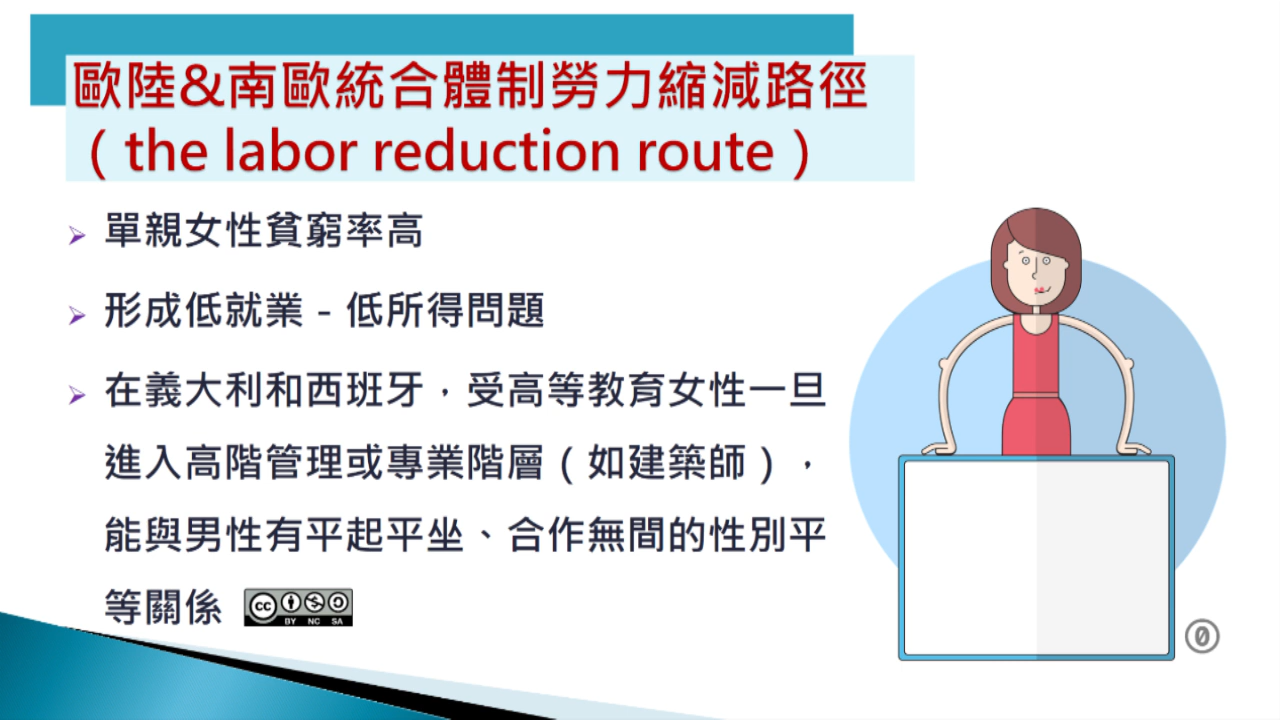 歐陸&南歐統合體制勞力縮減路徑
（the labor reduction route）
單親女性貧窮率高
形成低就業－低所得問題
在義大利和西班牙，受高等教育女性一旦
進入高階管理或專業階層（如建築師），
能與男性有平起平坐、合作無間的性別平
等關係
cc BY NC SA
0